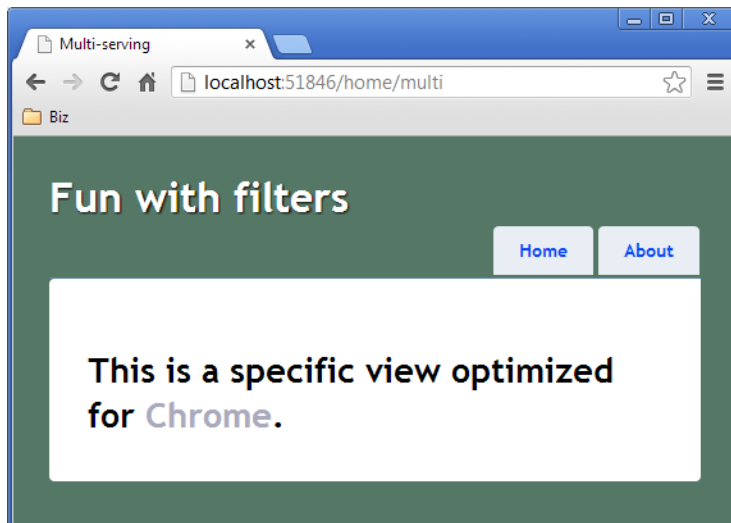 Multi-serving
localhost:51846/home/multi
Biz
Fun with filters
Home About
This is a specific view optimized
for Chrome.